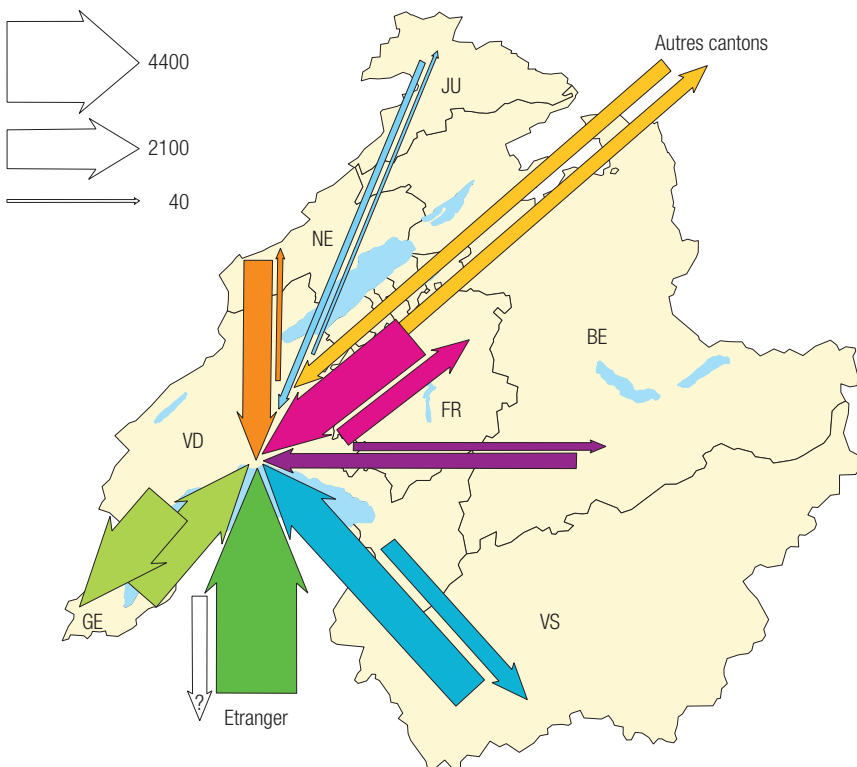 4400
2100
40
Autres cantons
JU
NE
BE
FR
VD
GE
VS
?
Etranger